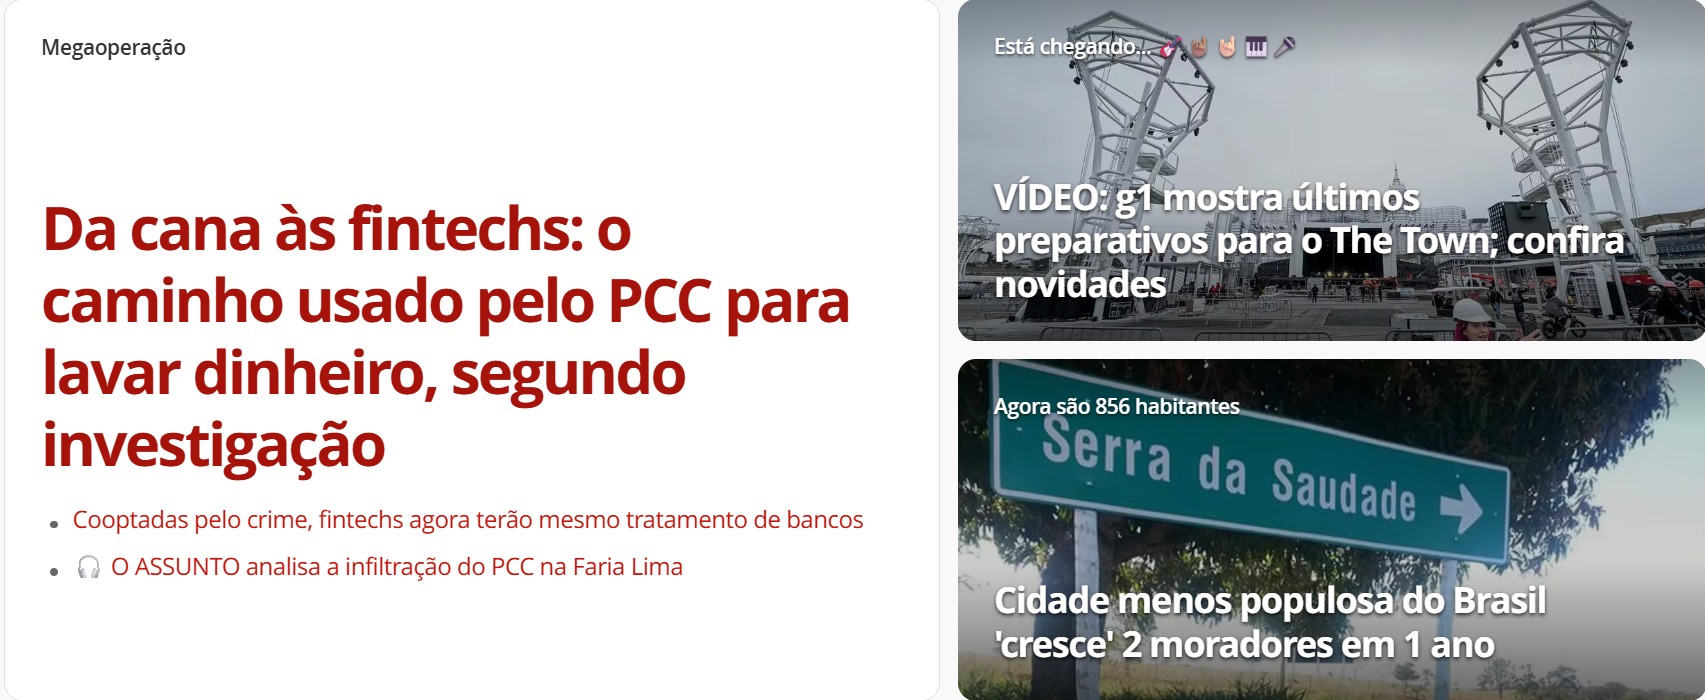 Megaoperação
Da cana às fintechs: o
caminho usado pelo PCC para
lavar dinheiro, segundo
investigação
Cooptadas pelo crime, fintechs agora terão mesmo tratamento de bancos
🎧 O ASSUNTO analisa a infiltração do PCC na Faria Lima
Está chegando... 🎸🤘🏾🤘🏼🎹🎤
VÍDEO: g1 mostra últimos
preparativos para o The Town; confira
novidades
Agora são 856 habitantes
Serra da Saudade
Cidade menos populosa do Brasil
'cresce' 2 moradores em 1 ano